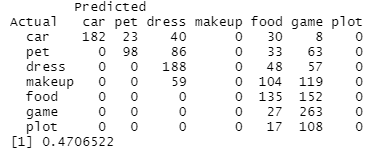 Predicted
Actual car pet dress makeup food game plot
car 182 23 40 0 30 8 0
pet 0 98 86 0 33 63 0
dress 0 0 188 0 48 57 0
makeup 0 0 59 0 104 119 0
food 0 0 0 0 135 152 0
game 0 0 0 0 27 263 0
plot 0 0 0 0 17 108 0
[1] 0.4706522